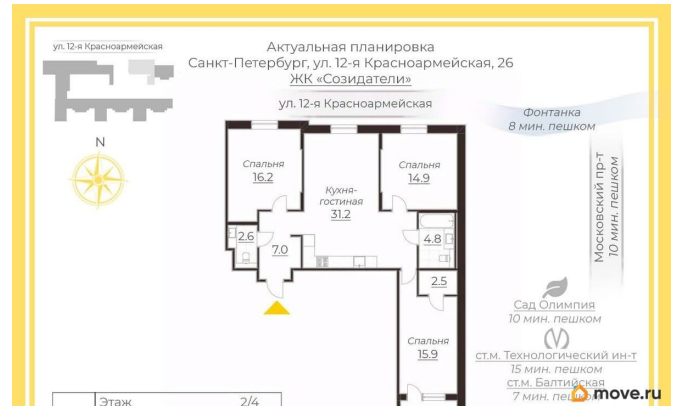 ул. 12-я Красноармейская
Актуальная планировка
Санкт-Петербург, ул. 12-я Красноармейская, 26
ЖК «Созидатели»
ул. 12-я Красноармейская
Фонтанка
8 мин. пешком
N
Спальня
16.2
Кухня-
гостиная
31.2
Спальня
14.9
2.6
7.0
4.8
2.5
Спальня
15.9
Московский пр-т
10 мин. пешком
Сад Олимпия
10 мин. пешком
ст.м. Технологический ин-т
15 мин. пешком
ст.м. Балтийская
7 мин. пешком
move.ru
Этаж 2/4